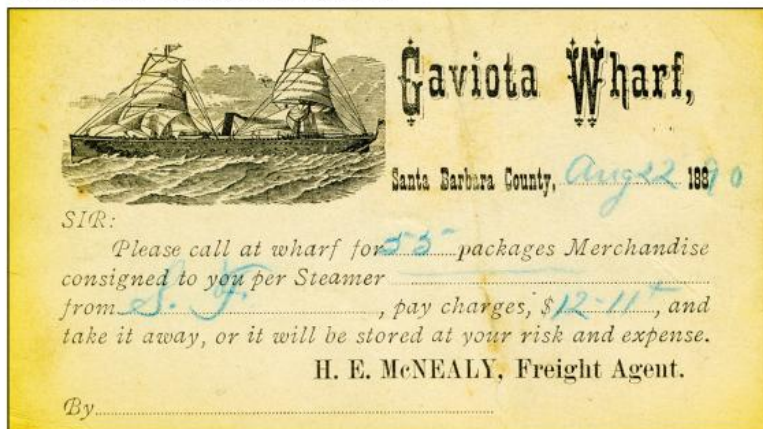 Gaviota Wharf,
Santa Barbara County, Aug 22 1890
SIR:
Please call at wharf for 55 packages Merchandise
consigned to you per Steamer
from S. F. , pay charges, $12-11, and
take it away, or it will be stored at your risk and expense.
H. E. McNEALY, Freight Agent.
By